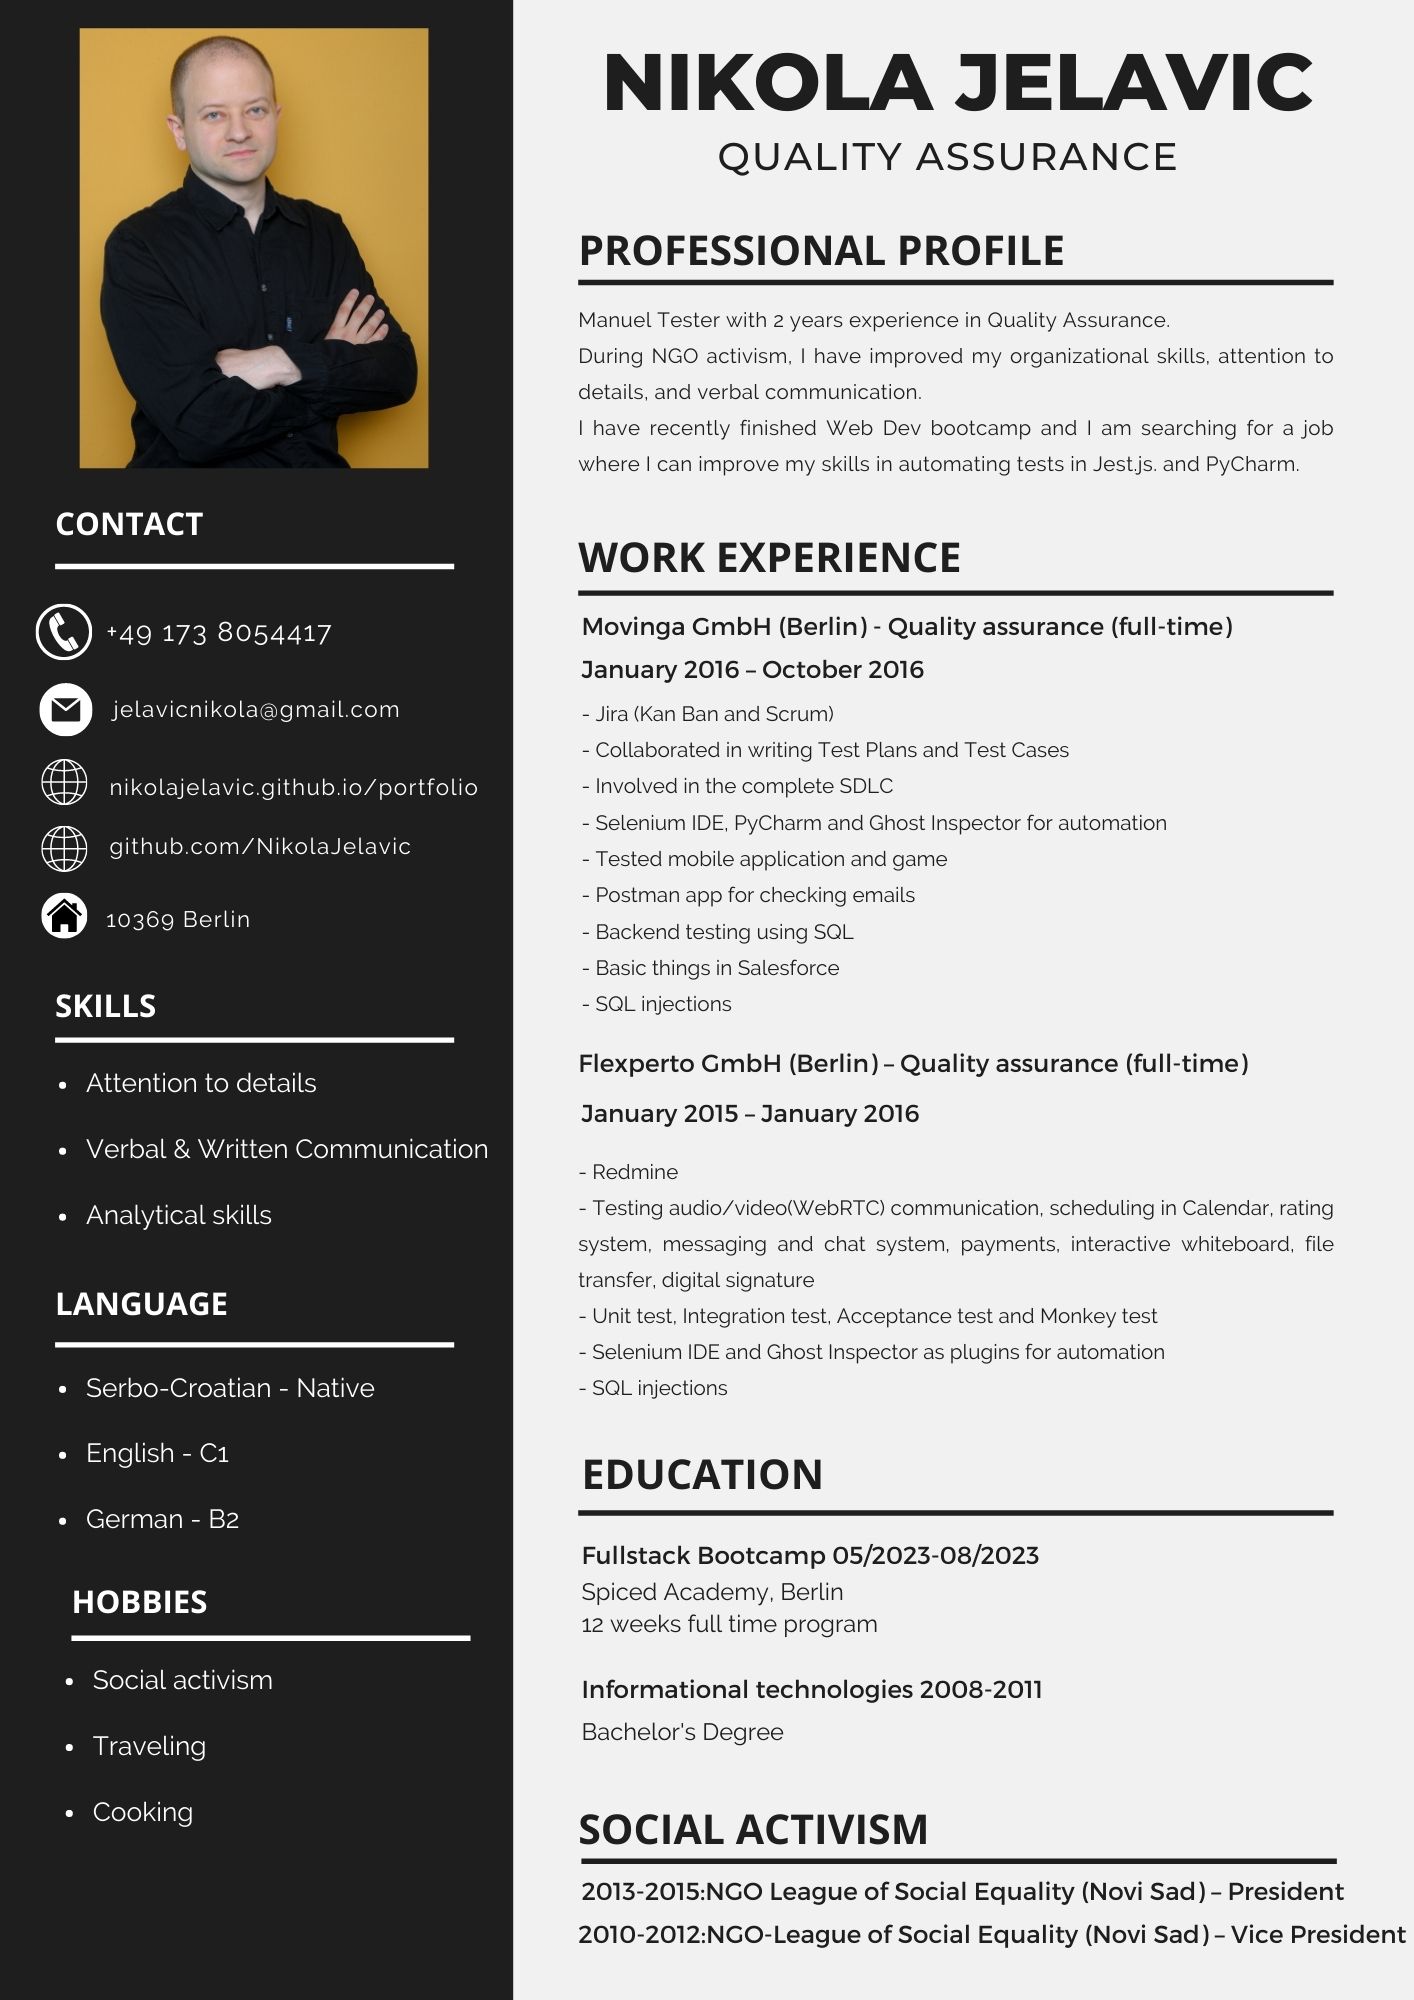 NIKOLA JELAVIC
QUALITY ASSURANCE
CONTACT
+49 173 8054417
jelavicnikola@gmail.com
nikolajelavic.github.io/portfolio
github.com/NikolaJelavic
10369 Berlin
SKILLS
• Attention to details
• Verbal & Written Communication
• Analytical skills
LANGUAGE
• Serbo-Croatian - Native
• English - C1
• German - B2
HOBBIES
• Social activism
• Traveling
• Cooking
PROFESSIONAL PROFILE
Manuel Tester with 2 years experience in Quality Assurance.
During NGO activism, I have improved my organizational skills, attention to
details, and verbal communication.
I have recently finished Web Dev bootcamp and I am searching for a job
where I can improve my skills in automating tests in Jest.js. and PyCharm.
WORK EXPERIENCE
Movinga GmbH (Berlin) - Quality assurance (full-time)
January 2016 – October 2016
- Jira (Kan Ban and Scrum)
- Collaborated in writing Test Plans and Test Cases
- Involved in the complete SDLC
- Selenium IDE, PyCharm and Ghost Inspector for automation
- Tested mobile application and game
- Postman app for checking emails
- Backend testing using SQL
- Basic things in Salesforce
- SQL injections
Flexperto GmbH (Berlin) – Quality assurance (full-time)
January 2015 – January 2016
- Redmine
- Testing audio/video(WebRTC) communication, scheduling in Calendar, rating
system, messaging and chat system, payments, interactive whiteboard, file
transfer, digital signature
- Unit test, Integration test, Acceptance test and Monkey test
- Selenium IDE and Ghost Inspector as plugins for automation
- SQL injections
EDUCATION
Fullstack Bootcamp 05/2023-08/2023
Spiced Academy, Berlin
12 weeks full time program
Informational technologies 2008-2011
Bachelor's Degree
SOCIAL ACTIVISM
2013-2015:NGO League of Social Equality (Novi Sad) – President
2010-2012:NGO-League of Social Equality (Novi Sad) – Vice President